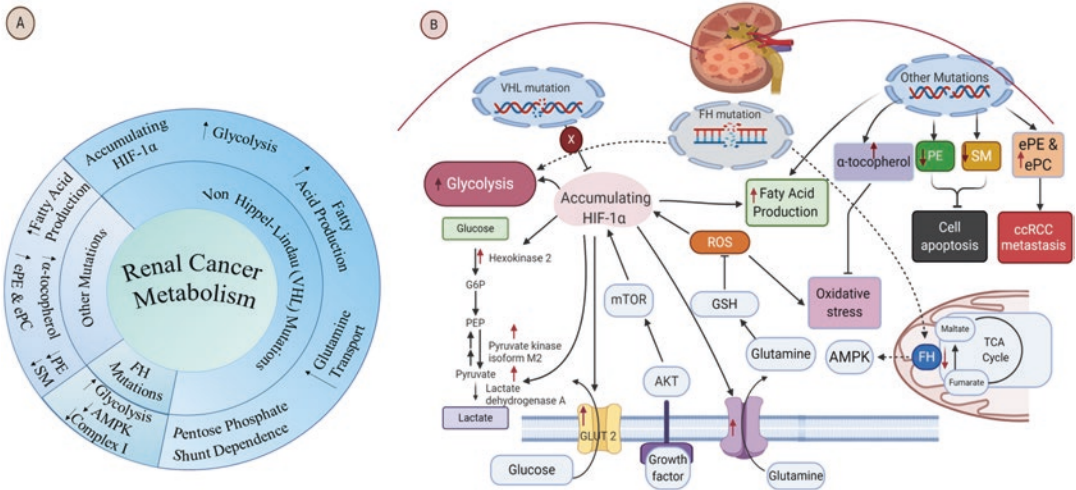 A
Accumulating
HIF-1α
↑ Glycolysis
↑ Fatty
Acid Production
↓ Glutamine
Transport
Pentose Phosphate
Shunt Dependence
Von Hippel-Lindau (VHL) Mutations
FH
Mutations
↑ Glycolysis
↓ AMPK
↓ Complex I
Other Mutations
Fatty Acid
Production
↑ α-tocopherol
↑ ePE & ePC
↓ PE
↓ SM
Renal Cancer
Metabolism
B
VHL mutation
X
FH mutation
Other Mutations
Glycolysis
Accumulating
HIF-1α
Faty Acid
Production
α-tocopherol
PE
SM
ePE &
ePC
Cell
apoptosis
ccRCC
metastasis
Glucose
Hexokinase 2
G6P
PEP
Pyruvate kinase
isoform M2
Pyruvate
Lactate
dehydrogenase A
Lactate
mTOR
ROS
GSH
Oxidative
stress
Glutamine
AKT
AMPK
FH
Maltate
Fumarate
TCA
Cycle
GLUT 2
Glucose
Growth
factor
Glutamine